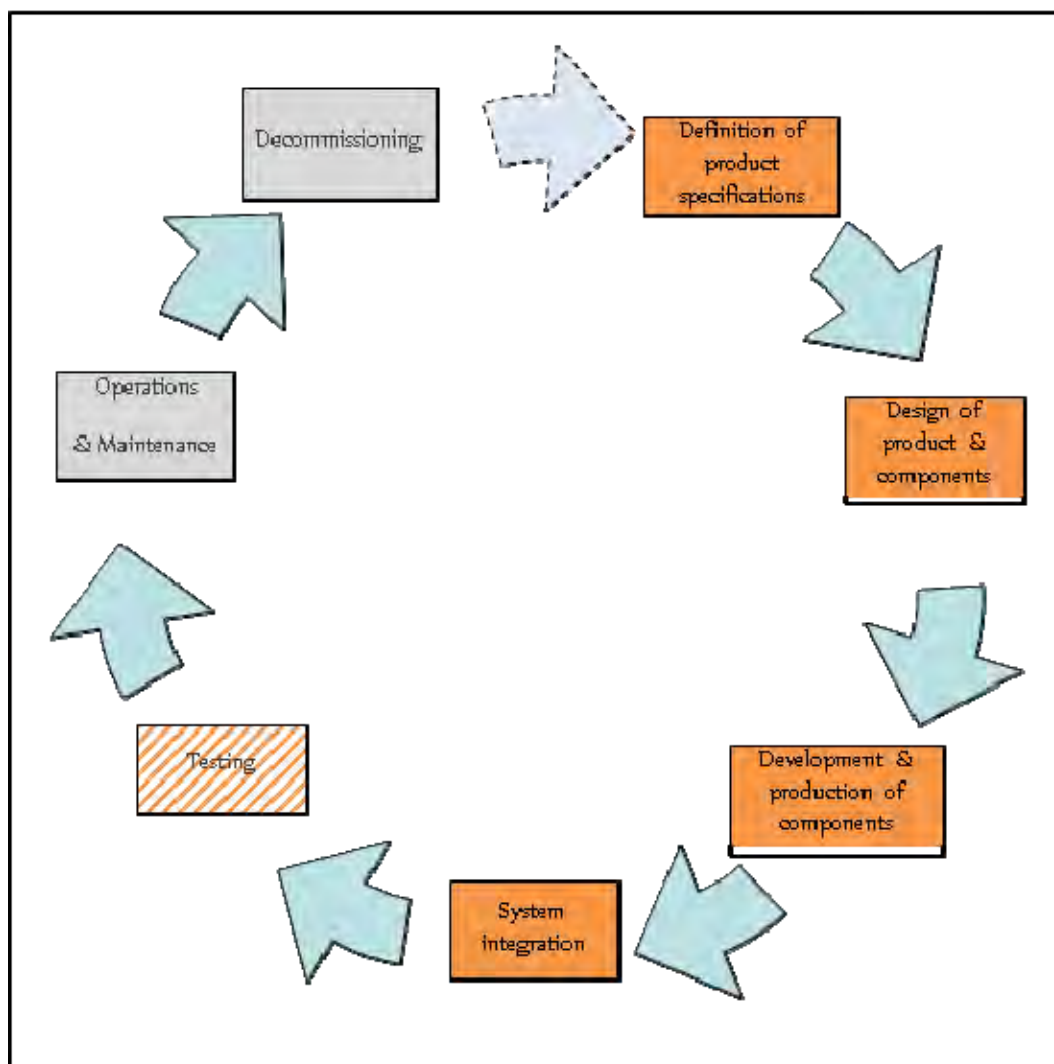 Decommissioning
Definition of
product
specifications
Design of
product &
components
Development &
production of
components
System
integration
Testing
Operations
& Maintenance